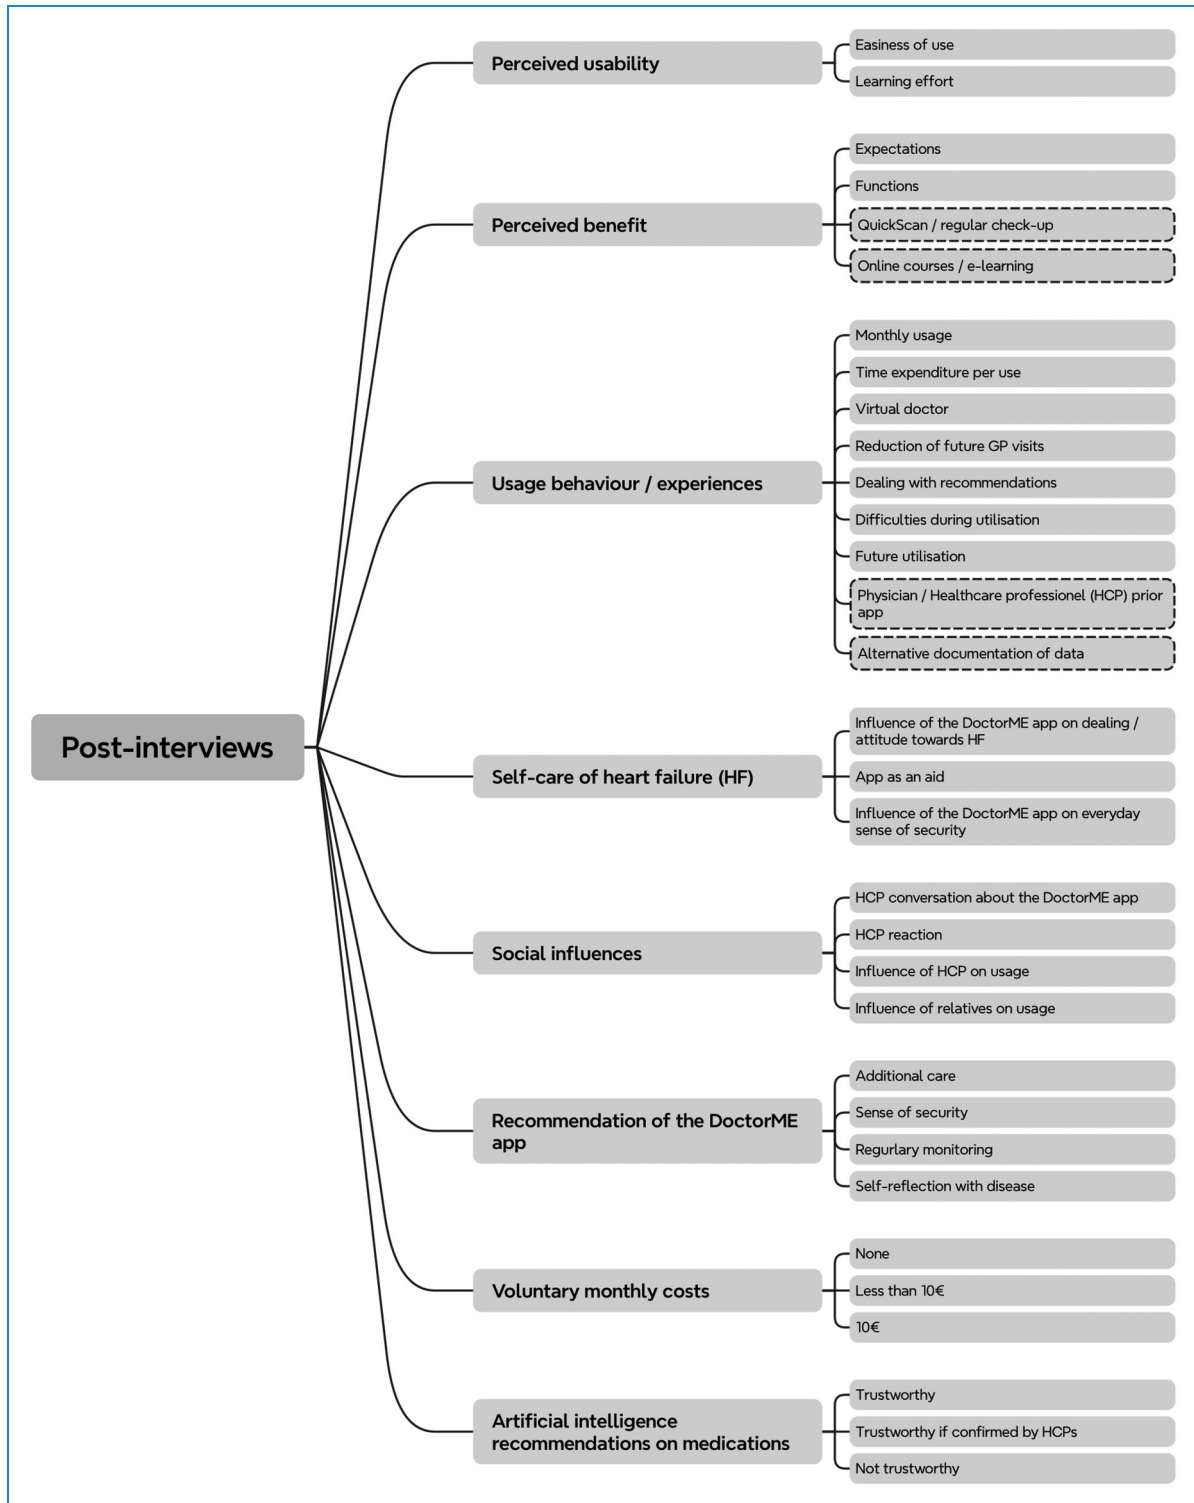 Post-interviews
Perceived usability
Easiness of use
Learning effort
Perceived benefit
Expectations
Functions
QuickScan / regular check-up
Online courses / e-learning
Usage behaviour / experiences
Monthly usage
Time expenditure per use
Virtual doctor
Reduction of future GP visits
Dealing with recommendations
Difficulties during utilisation
Future utilisation
Physician / Healthcare professionel (HCP) prior
app
Alternative documentation of data
Self-care of heart failure (HF)
Influence of the DoctorME app on dealing /
attitude towards HF
App as an aid
Influence of the DoctorME app on everyday
sense of security
Social influences
HCP conversation about the DoctorME app
HCP reaction
Influence of HCP on usage
Influence of relatives on usage
Recommendation of the DoctorME
app
Additional care
Sense of security
Regurlary monitoring
Self-reflection with disease
Voluntary monthly costs
None
Less than 10€
10€
Artificial intelligence
recommendations on medications
Trustworthy
Trustworthy if confirmed by HCPs
Not trustworthy